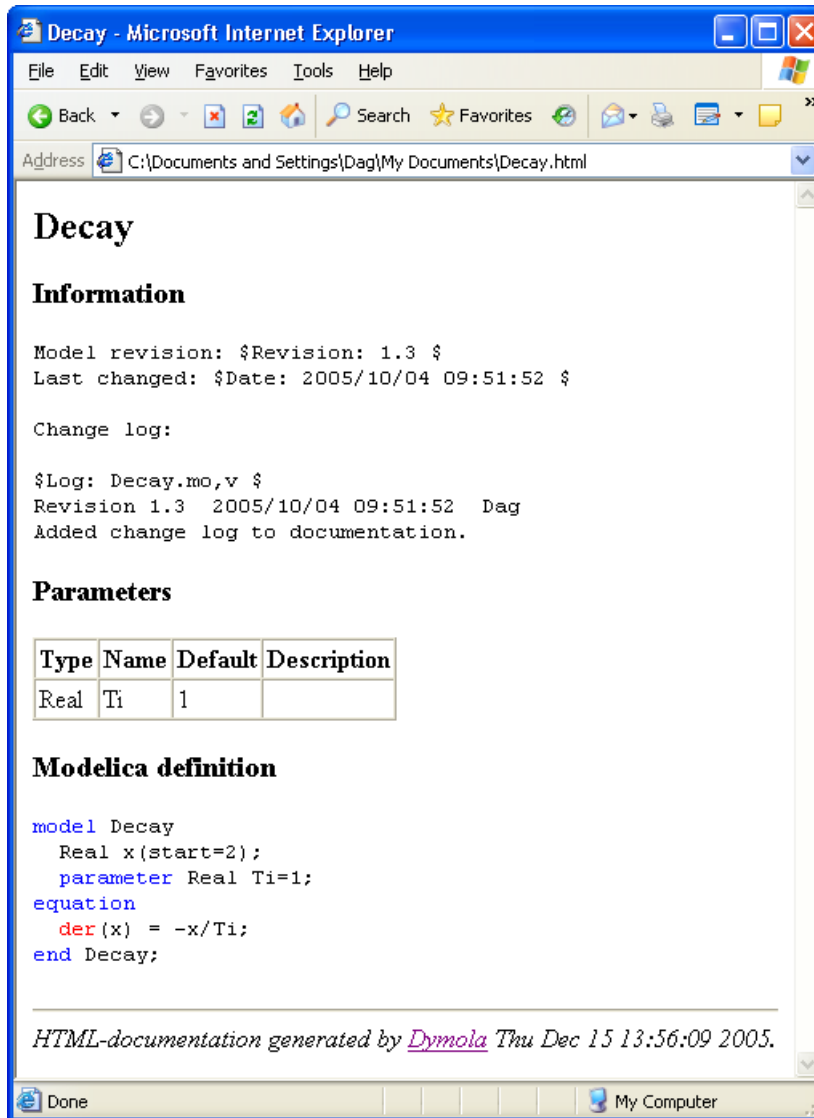 Decay - Microsoft Internet Explorer
File Edit View Favorites Tools Help
Back Search Favorites »
Address C:\Documents and Settings\Dag\My Documents\Decay.html
Decay
Information
Model revision: $Revision: 1.3 $
Last changed: $Date: 2005/10/04 09:51:52 $
Change log:
$Log: Decay.mo,v $
Revision 1.3  2005/10/04 09:51:52  Dag
Added change log to documentation.
Parameters
Type Name Default Description
Real Ti 1
Modelica definition
model Decay
  Real x(start=2);
  parameter Real Ti=1;
equation
  der(x) = -x/Ti;
end Decay;
HTML-documentation generated by Dymola Thu Dec 15 13:56:09 2005.
Done My Computer